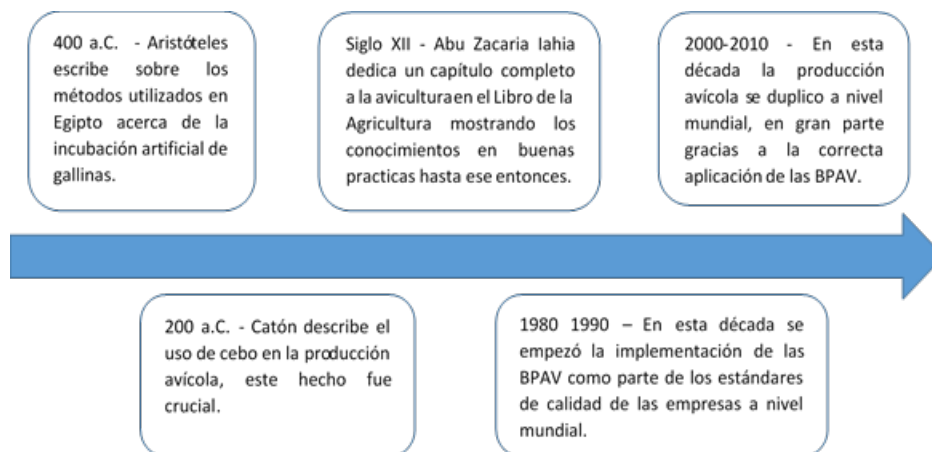 400 a.C. - Aristóteles
escribe sobre los
métodos utilizados en
Egipto acerca de la
incubación artificial de
gallinas.
200 a.C. - Catón describe el
uso de cebo en la producción
avícola, este hecho fue
crucial.
Siglo XII - Abu Zacaria Iahia
dedica un capítulo completo
a la avicultura en el Libro de la
Agricultura mostrando los
conocimientos en buenas
practicas hasta ese entonces.
1980 1990 – En esta década se
empezó la implementación de las
BPAV como parte de los estándares
de calidad de las empresas a nivel
mundial.
2000-2010 - En esta
década la producción
avícola se duplico a nivel
mundial, en gran parte
gracias a la correcta
aplicación de las BPAV.